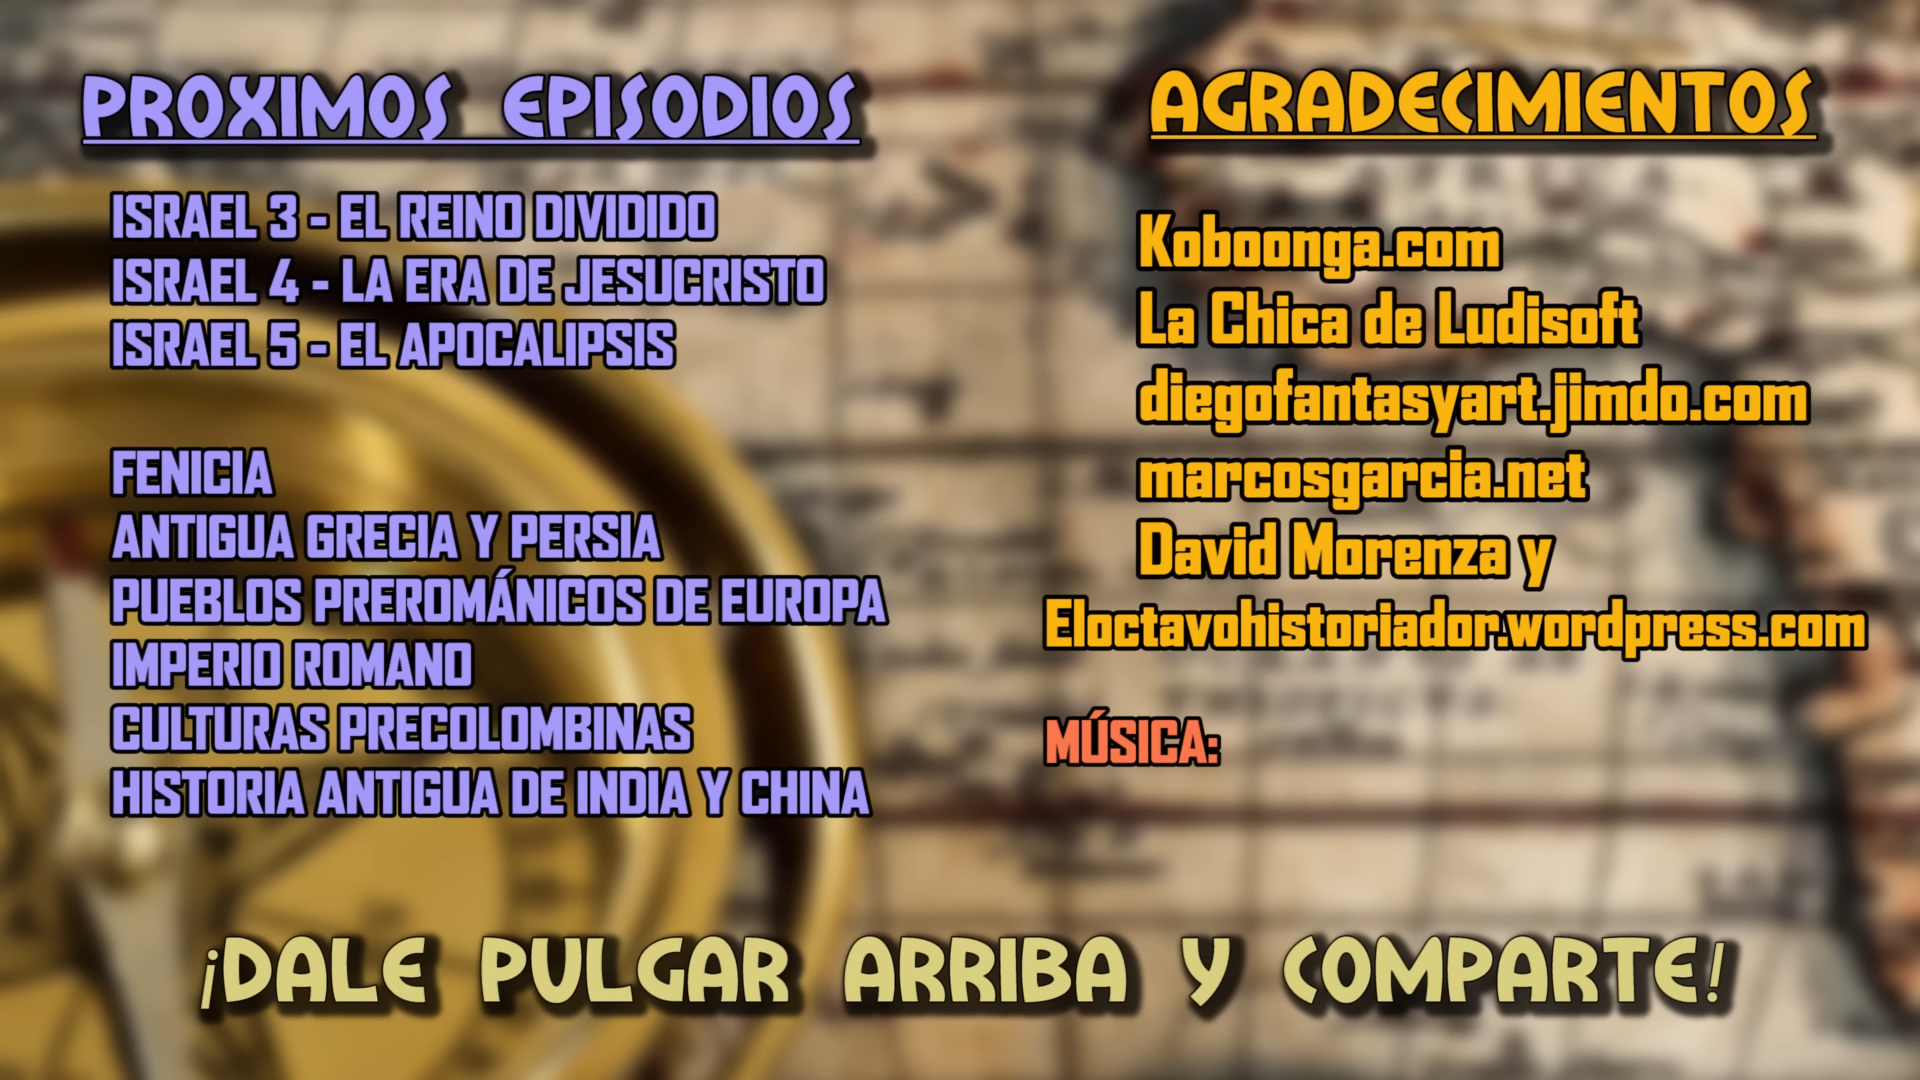 PROXIMOS EPISODIOS
ISRAEL 3 - EL REINO DIVIDIDO
ISRAEL 4 - LA ERA DE JESUCRISTO
ISRAEL 5 - EL APOCALIPSIS
FENICIA
ANTIGUA GRECIA Y PERSIA
PUEBLOS PREROMÁNICOS DE EUROPA
IMPERIO ROMANO
CULTURAS PRECOLOMBINAS
HISTORIA ANTIGUA DE INDIA Y CHINA
AGRADECIMIENTOS
Koboonga.com
La Chica de Ludisoft
diegofantasyart.jimdo.com
marcosgarcia.net
David Morenza y
Eloctavohistoriador.wordpress.com
MÚSICA:
¡DALE PULGAR ARRIBA Y COMPARTE!